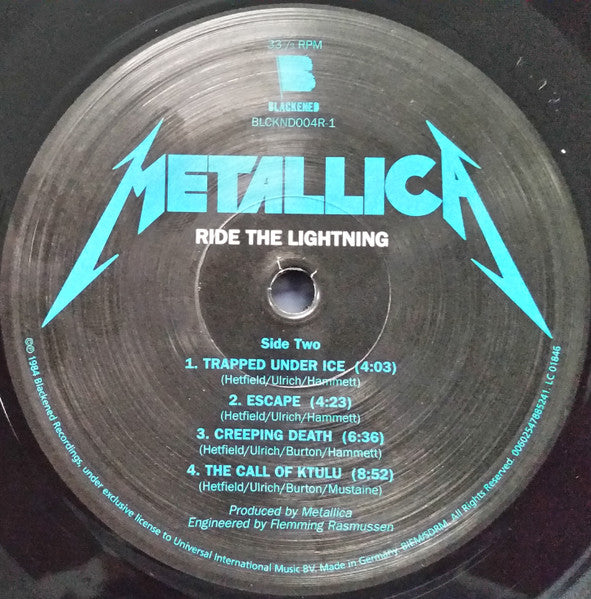 33⅓ RPM
B
BLACKENED
BLCKND004R-1
METALLICA
RIDE THE LIGHTNING
Side Two
1. TRAPPED UNDER ICE (4:03)
(Hetfield/Ulrich/Hammett)
2. ESCAPE (4:23)
(Hetfield/Ulrich/Hammett)
3. CREEPING DEATH (6:36)
(Hetfield/Ulrich/Burton/Hammett)
4. THE CALL OF KTULU (8:52)
(Hetfield/Ulrich/Burton/Mustaine)
Produced by Metallica
Engineered by Flemming Rasmussen
℗© 1984 Blackened Recordings, under exclusive license to Universal International Music BV. Made in Germany. BIEM/SDRM. All Rights Reserved. 00602547885241. LC 01846